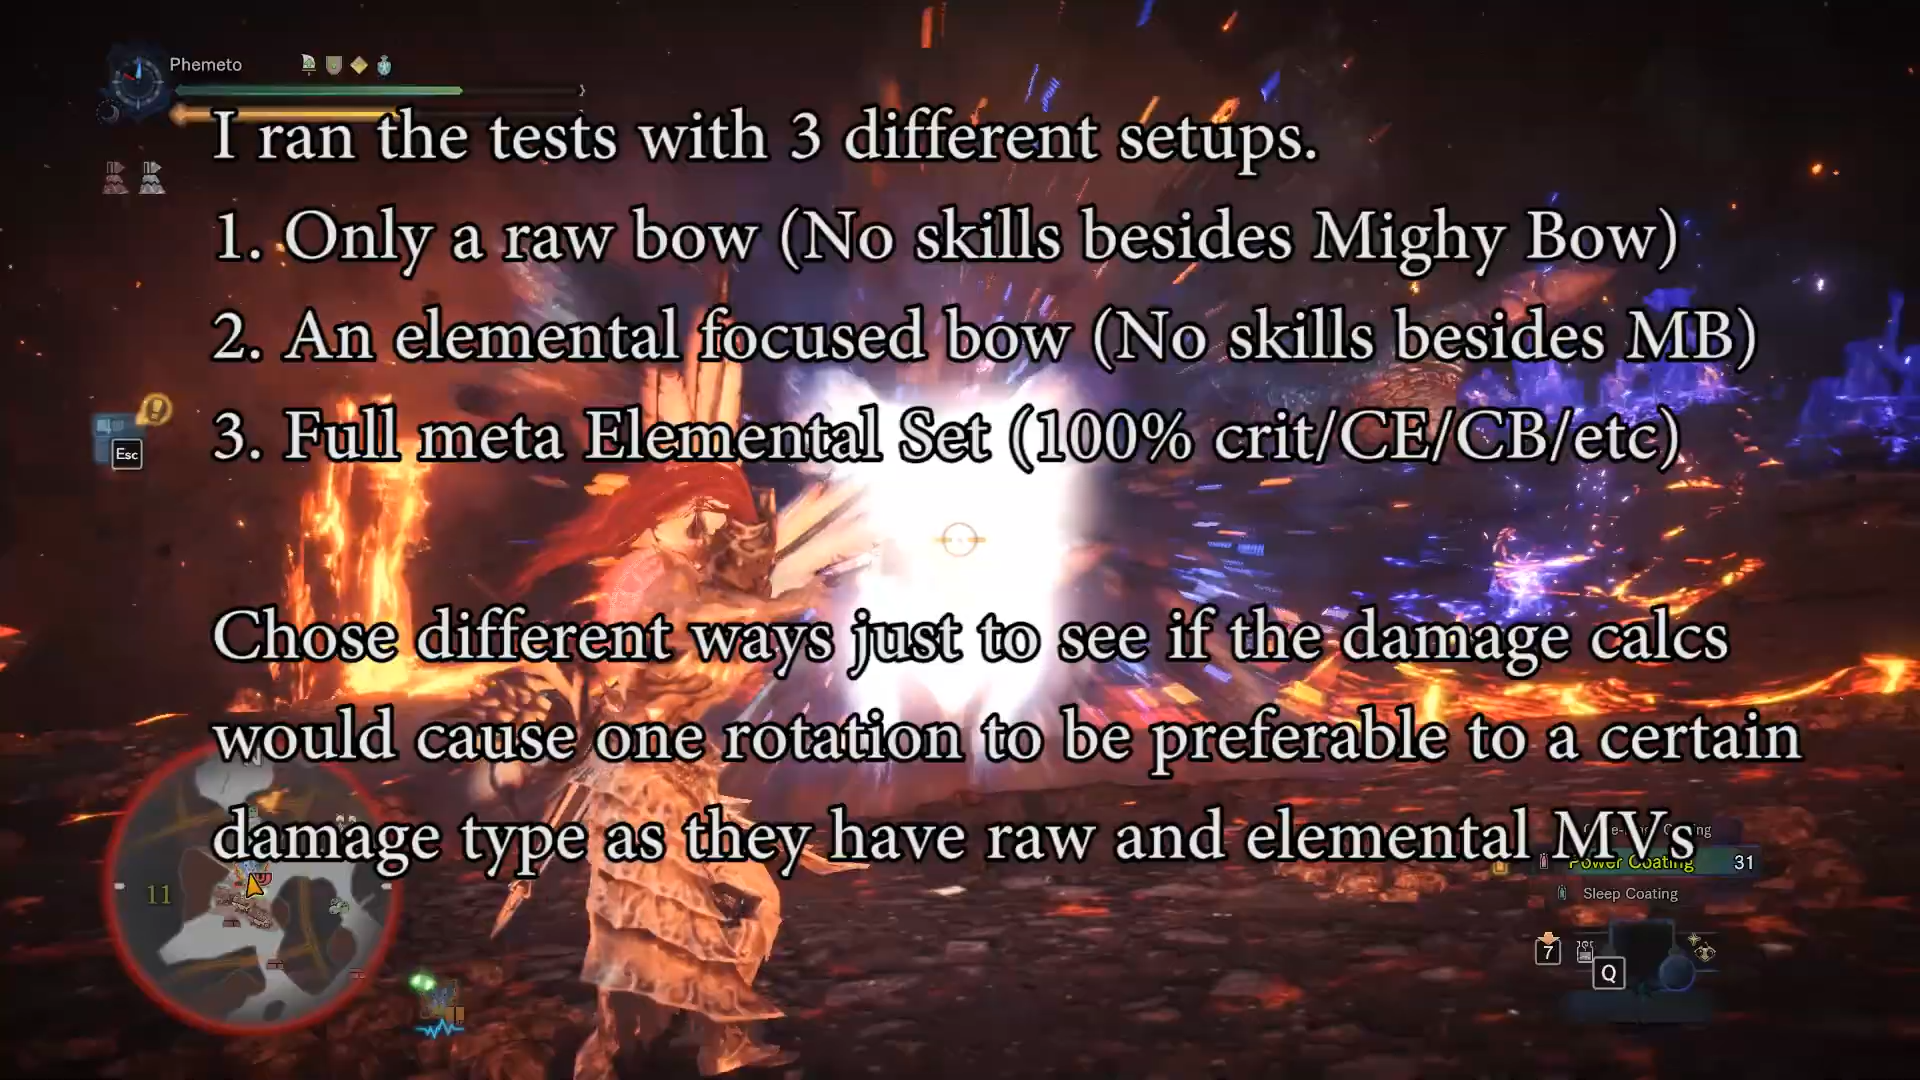 Phemeto
I ran the tests with 3 different setups.
1. Only a raw bow (No skills besides Mighy Bow)
2. An elemental focused bow (No skills besides MB)
3. Full meta Elemental Set (100% crit/CE/CB/etc)
Esc
Chose different ways just to see if the damage calcs
would cause one rotation to be preferable to a certain
damage type as they have raw and elemental MVs
Power Coating 31
11
Sleep Coating
7
Q